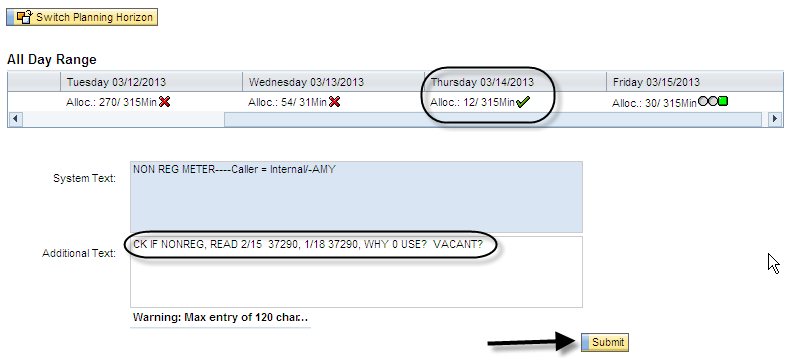 Switch Planning Horizon
All Day Range
Tuesday 03/12/2013 Wednesday 03/13/2013 Thursday 03/14/2013 Friday 03/15/2013
Alloc.: 270/ 315Min Alloc.: 54/ 31Min Alloc.: 12/ 315Min Alloc.: 30/ 315Min
System Text: NON REG METER----Caller = Internal/-AMY
Additional Text: CK IF NONREG, READ 2/15 37290, 1/18 37290, WHY 0 USE? VACANT?
Warning: Max entry of 120 char...
Submit